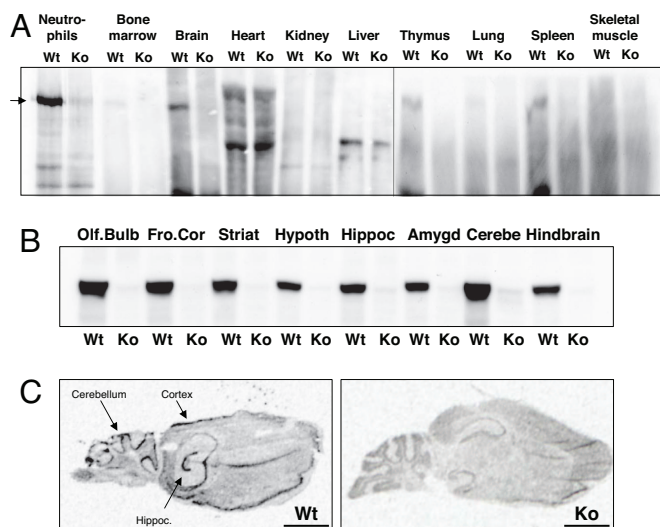 A
Neutro-
phils
Bone
marrow
Brain
Heart
Kidney
Liver
Thymus
Lung
Spleen
Skeletal
muscle
Wt Ko Wt Ko Wt Ko Wt Ko Wt Ko Wt Ko Wt Ko Wt Ko Wt Ko Wt Ko
B
Olf.Bulb Fro.Cor Striat Hypoth Hippoc Amygd Cerebe Hindbrain
Wt Ko Wt Ko Wt Ko Wt Ko Wt Ko Wt Ko Wt Ko Wt Ko
C
Cerebellum
Cortex
Hippoc.
Wt
Ko